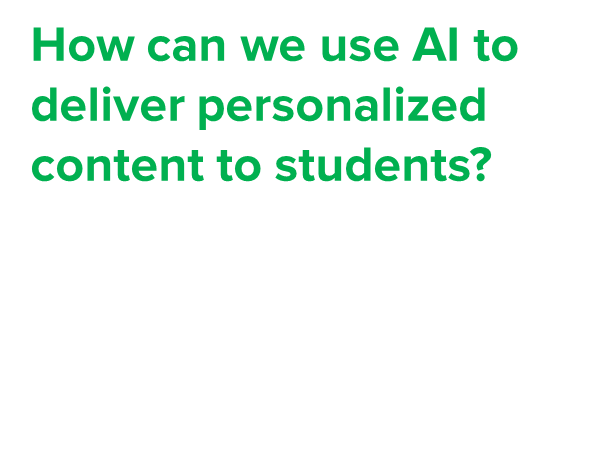 How can we use AI to
deliver personalized
content to students?